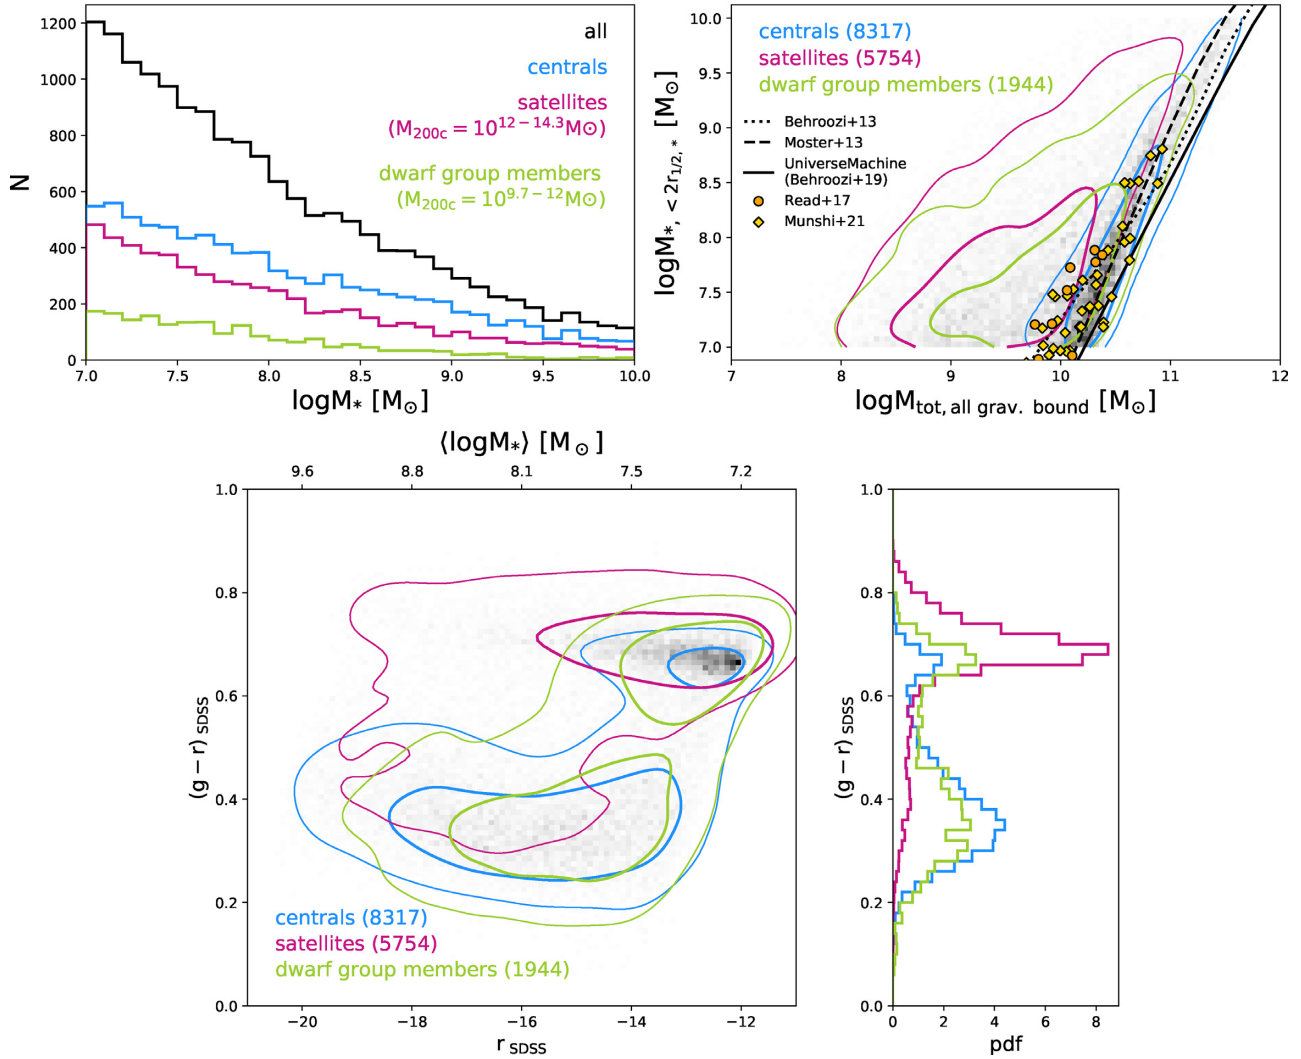 1200
1000
800
600
400
200
0
N
all
centrals
satellites
(M200c = 10^12−14.3 M⊙)
dwarf group members
(M200c = 10^9.7−12 M⊙)
7.0 7.5 8.0 8.5 9.0 9.5 10.0
logM* [M⊙]
10.0
9.5
9.0
8.5
8.0
7.5
7.0
logM*, <2r1/2,* [M⊙]
centrals (8317)
satellites (5754)
dwarf group members (1944)
Behroozi+13
Moster+13
UniverseMachine
(Behroozi+19)
Read+17
Munshi+21
7 8 9 10 11 12
logMtot, all grav. bound [M⊙]
⟨logM*⟩ [M⊙]
9.6 8.8 8.1 7.5 7.2
1.0
0.8
0.6
0.4
0.2
0.0
(g − r) SDSS
centrals (8317)
satellites (5754)
dwarf group members (1944)
−20 −18 −16 −14 −12
r SDSS
1.0
0.8
0.6
0.4
0.2
0.0
(g − r) SDSS
0 2 4 6 8
pdf